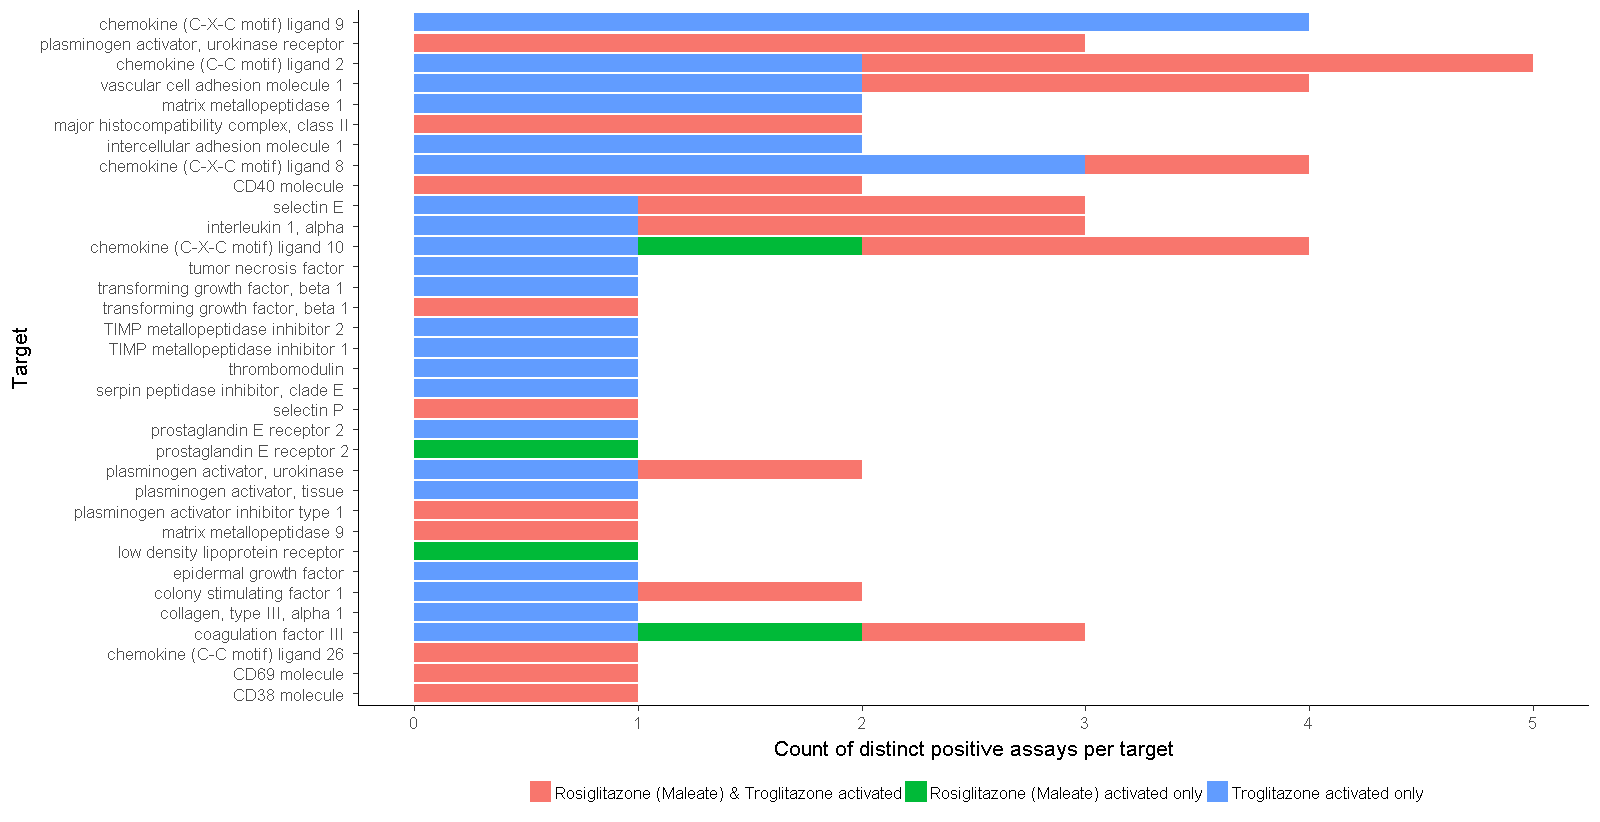 chemokine (C-X-C motif) ligand 9
plasminogen activator, urokinase receptor
chemokine (C-C motif) ligand 2
vascular cell adhesion molecule 1
matrix metallopeptidase 1
major histocompatibility complex, class II
intercellular adhesion molecule 1
chemokine (C-X-C motif) ligand 8
CD40 molecule
selectin E
interleukin 1, alpha
chemokine (C-X-C motif) ligand 10
tumor necrosis factor
transforming growth factor, beta 1
transforming growth factor, beta 1
TIMP metallopeptidase inhibitor 2
TIMP metallopeptidase inhibitor 1
thrombomodulin
serpin peptidase inhibitor, clade E
selectin P
prostaglandin E receptor 2
prostaglandin E receptor 2
plasminogen activator, urokinase
plasminogen activator, tissue
plasminogen activator inhibitor type 1
matrix metallopeptidase 9
low density lipoprotein receptor
epidermal growth factor
colony stimulating factor 1
collagen, type III, alpha 1
coagulation factor III
chemokine (C-C motif) ligand 26
CD69 molecule
CD38 molecule
Target
0 1 2 3 4 5
Count of distinct positive assays per target
Rosiglitazone (Maleate) & Troglitazone activated Rosiglitazone (Maleate) activated only Troglitazone activated only